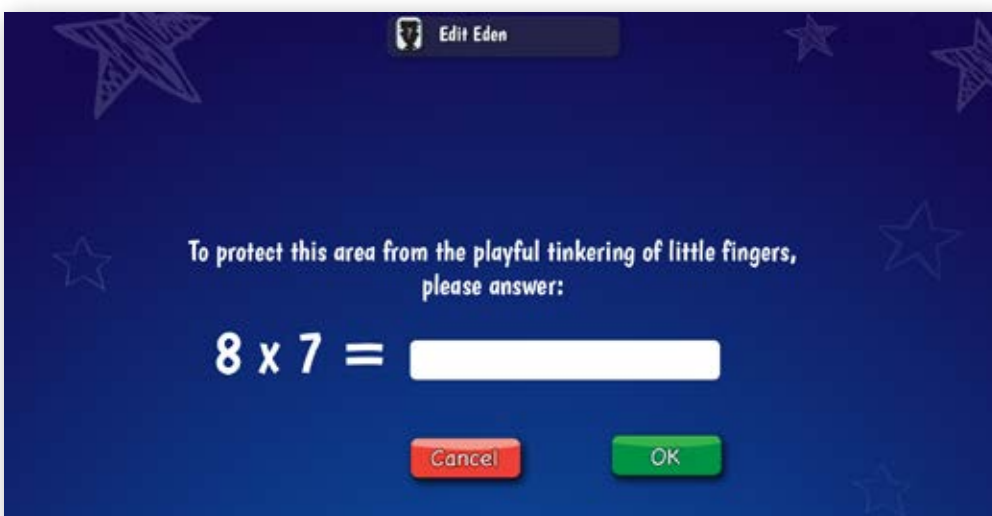 Edit Eden
To protect this area from the playful tinkering of little fingers,
please answer:
8 x 7 =
Cancel
OK